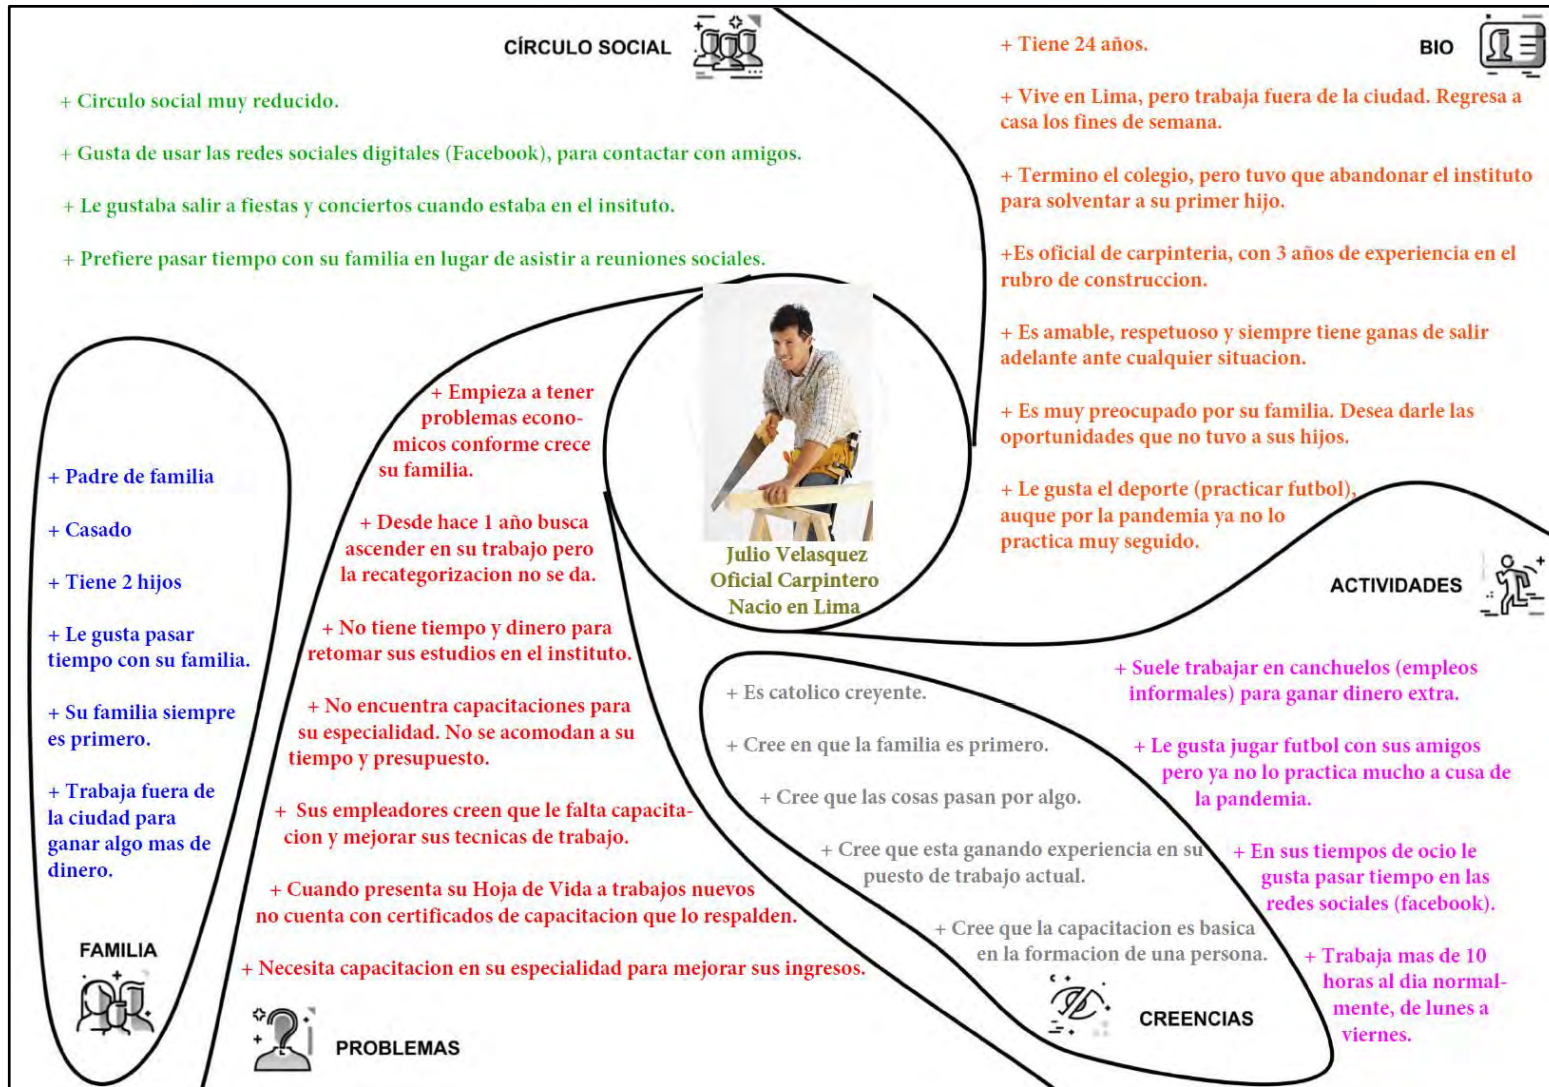 CÍRCULO SOCIAL
+ Circulo social muy reducido.
+ Gusta de usar las redes sociales digitales (Facebook), para contactar con amigos.
+ Le gustaba salir a fiestas y conciertos cuando estaba en el insituto.
+ Prefiere pasar tiempo con su familia en lugar de asistir a reuniones sociales.
BIO
+ Tiene 24 años.
+ Vive en Lima, pero trabaja fuera de la ciudad. Regresa a
casa los fines de semana.
+ Termino el colegio, pero tuvo que abandonar el instituto
para solventar a su primer hijo.
+Es oficial de carpinteria, con 3 años de experiencia en el
rubro de construccion.
+ Es amable, respetuoso y siempre tiene ganas de salir
adelante ante cualquier situacion.
+ Es muy preocupado por su familia. Desea darle las
oportunidades que no tuvo a sus hijos.
+ Le gusta el deporte (practicar futbol),
auque por la pandemia ya no lo
practica muy seguido.
Julio Velasquez
Oficial Carpintero
Nacio en Lima
+ Padre de familia
+ Casado
+ Tiene 2 hijos
+ Le gusta pasar
tiempo con su familia.
+ Su familia siempre
es primero.
+ Trabaja fuera de
la ciudad para
ganar algo mas de
dinero.
FAMILIA
+ Empieza a tener
problemas econo-
micos conforme crece
su familia.
+ Desde hace 1 año busca
ascender en su trabajo pero
la recategorizacion no se da.
+ No tiene tiempo y dinero para
retomar sus estudios en el instituto.
+ No encuentra capacitaciones para
su especialidad. No se acomodan a su
tiempo y presupuesto.
+ Sus empleadores creen que le falta capacita-
cion y mejorar sus tecnicas de trabajo.
+ Cuando presenta su Hoja de Vida a trabajos nuevos
no cuenta con certificados de capacitacion que lo respalden.
+ Necesita capacitacion en su especialidad para mejorar sus ingresos.
PROBLEMAS
+ Es catolico creyente.
+ Cree en que la familia es primero.
+ Cree que las cosas pasan por algo.
+ Cree que esta ganando experiencia en su
puesto de trabajo actual.
+ Cree que la capacitacion es basica
en la formacion de una persona.
CREENCIAS
ACTIVIDADES
+ Suele trabajar en canchuelos (empleos
informales) para ganar dinero extra.
+ Le gusta jugar futbol con sus amigos
pero ya no lo practica mucho a cusa de
la pandemia.
+ En sus tiempos de ocio le
gusta pasar tiempo en las
redes sociales (facebook).
+ Trabaja mas de 10
horas al dia normal-
mente, de lunes a
viernes.